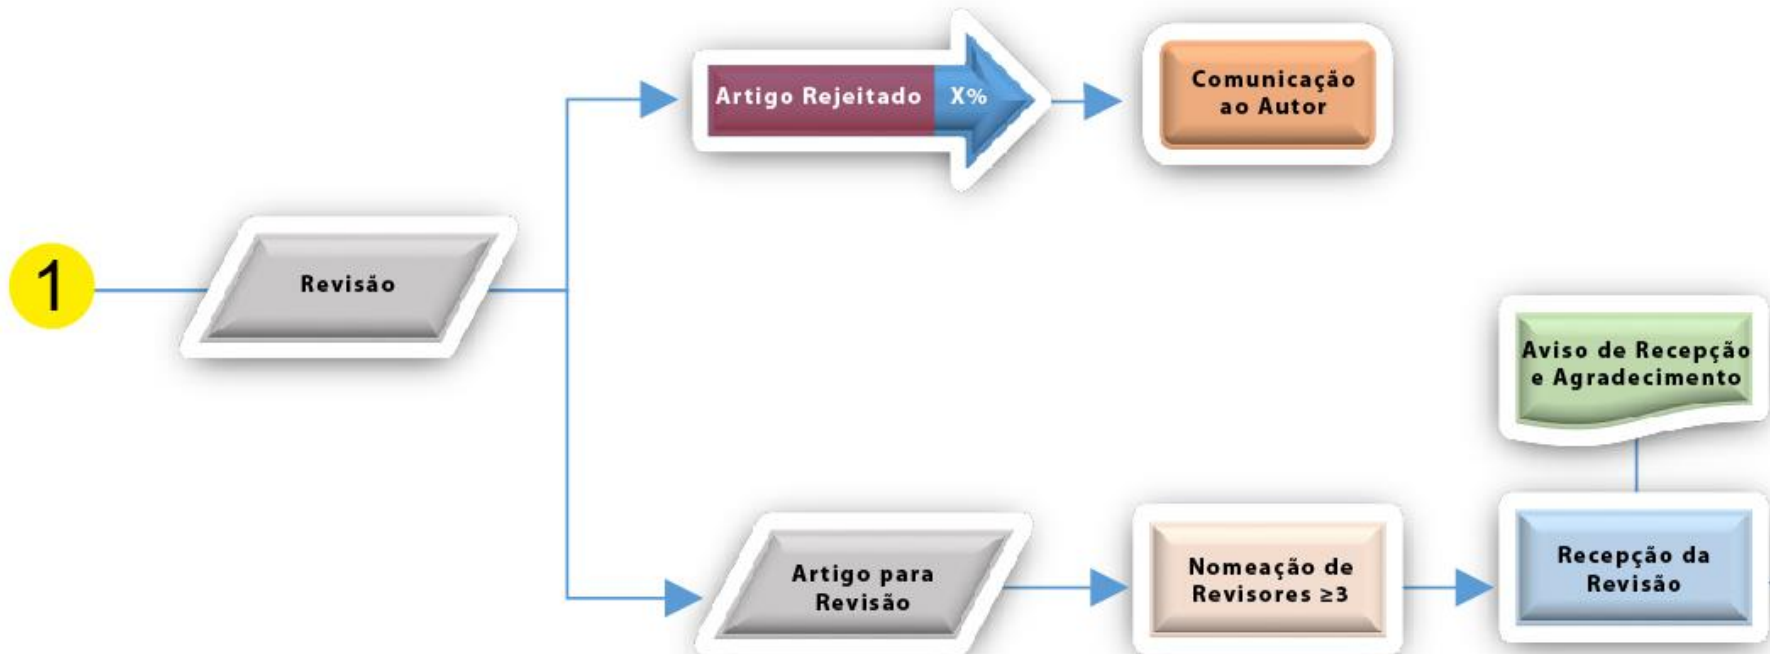 Artigo Rejeitado X%
Comunicação
ao Autor
1
Revisão
Aviso de Recepção
e Agradecimento
Artigo para
Revisão
Nomeação de
Revisores ≥3
Recepção da
Revisão